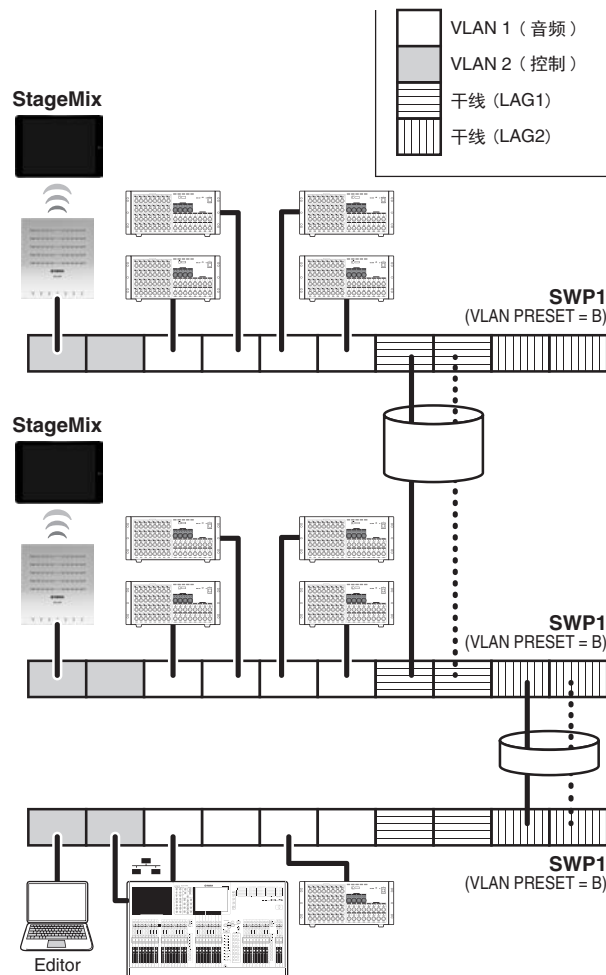 VLAN 1（音频）
VLAN 2（控制）
干线 (LAG1)
干线 (LAG2)
StageMix
SWP1
(VLAN PRESET = B)
StageMix
SWP1
(VLAN PRESET = B)
SWP1
(VLAN PRESET = B)
Editor